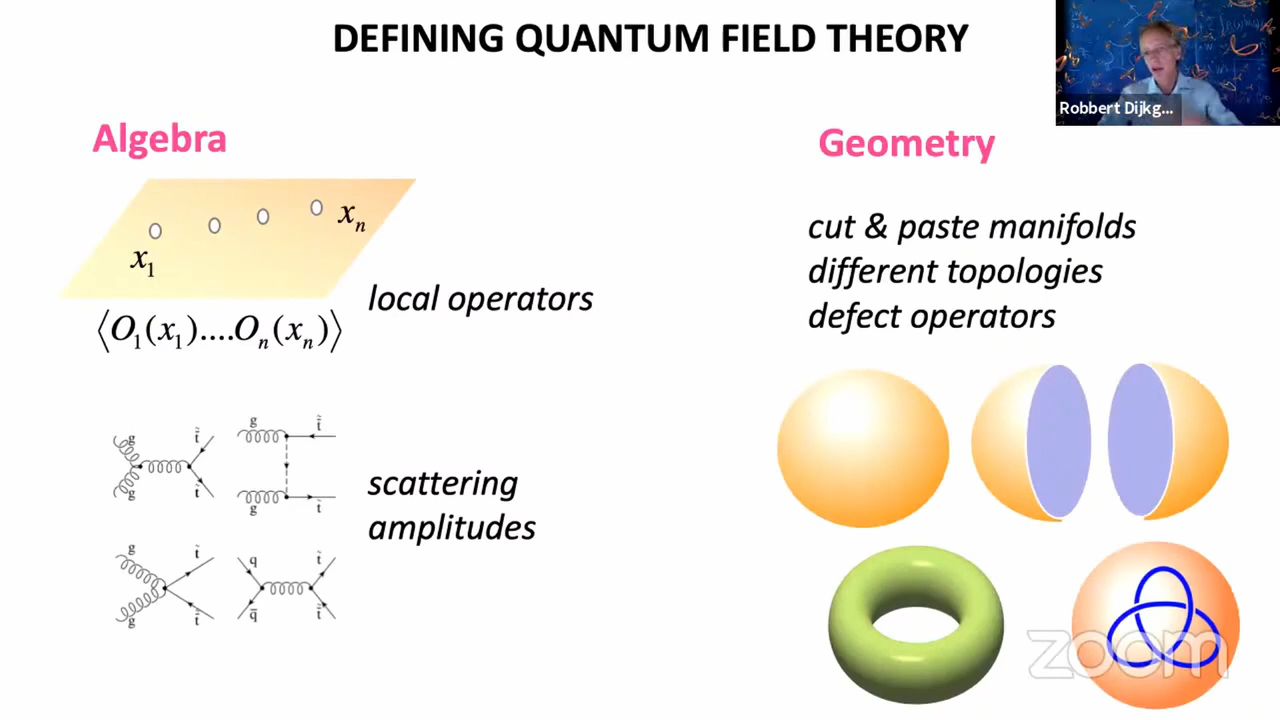 DEFINING QUANTUM FIELD THEORY
Robbert Dijkg...
Algebra
x₁
xₙ
local operators
⟨O₁(x₁)....Oₙ(xₙ)⟩
g
g
t̃
t̃̄
g
g
t̃̄
t̃
scattering
amplitudes
g
g
t̃
t̃̄
q
q̄
t̃
t̃̄
Geometry
cut & paste manifolds
different topologies
defect operators
zoom